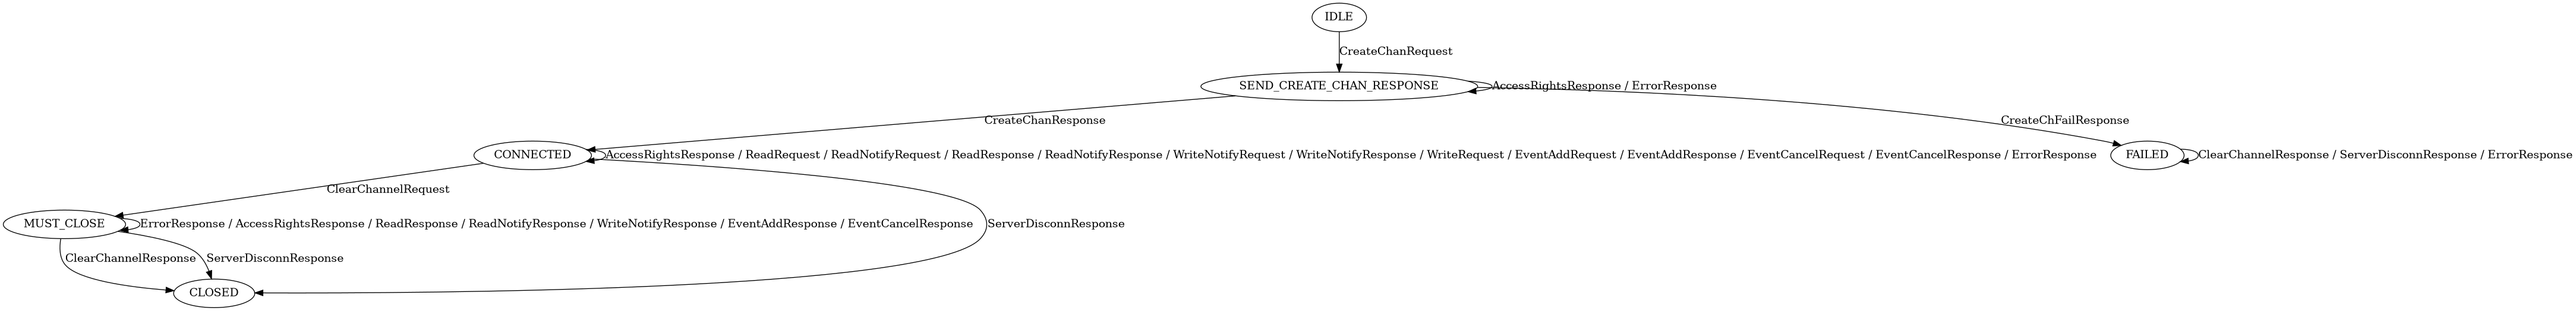 IDLE
CreateChanRequest
SEND_CREATE_CHAN_RESPONSE
AccessRightsResponse / ErrorResponse
CreateChanResponse
CreateChFailResponse
CONNECTED
AccessRightsResponse / ReadRequest / ReadNotifyRequest / ReadResponse / ReadNotifyResponse / WriteNotifyRequest / WriteNotifyResponse / WriteRequest / EventAddRequest / EventAddResponse / EventCancelRequest / EventCancelResponse / ErrorResponse
FAILED
ClearChannelResponse / ServerDisconnResponse / ErrorResponse
ClearChannelRequest
MUST_CLOSE
ErrorResponse / AccessRightsResponse / ReadResponse / ReadNotifyResponse / WriteNotifyResponse / EventAddResponse / EventCancelResponse
ServerDisconnResponse
ClearChannelResponse
ServerDisconnResponse
CLOSED